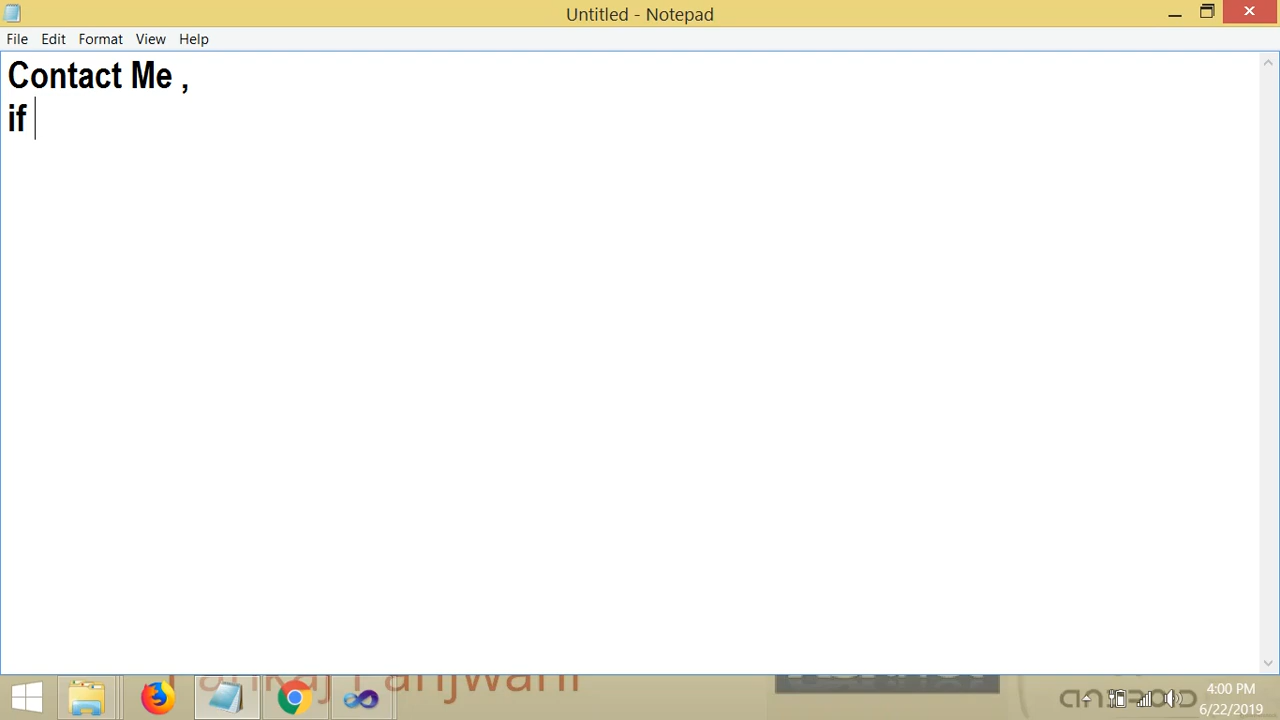 Untitled - Notepad
File Edit Format View Help
Contact Me ,
if
4:00 PM
6/22/2019